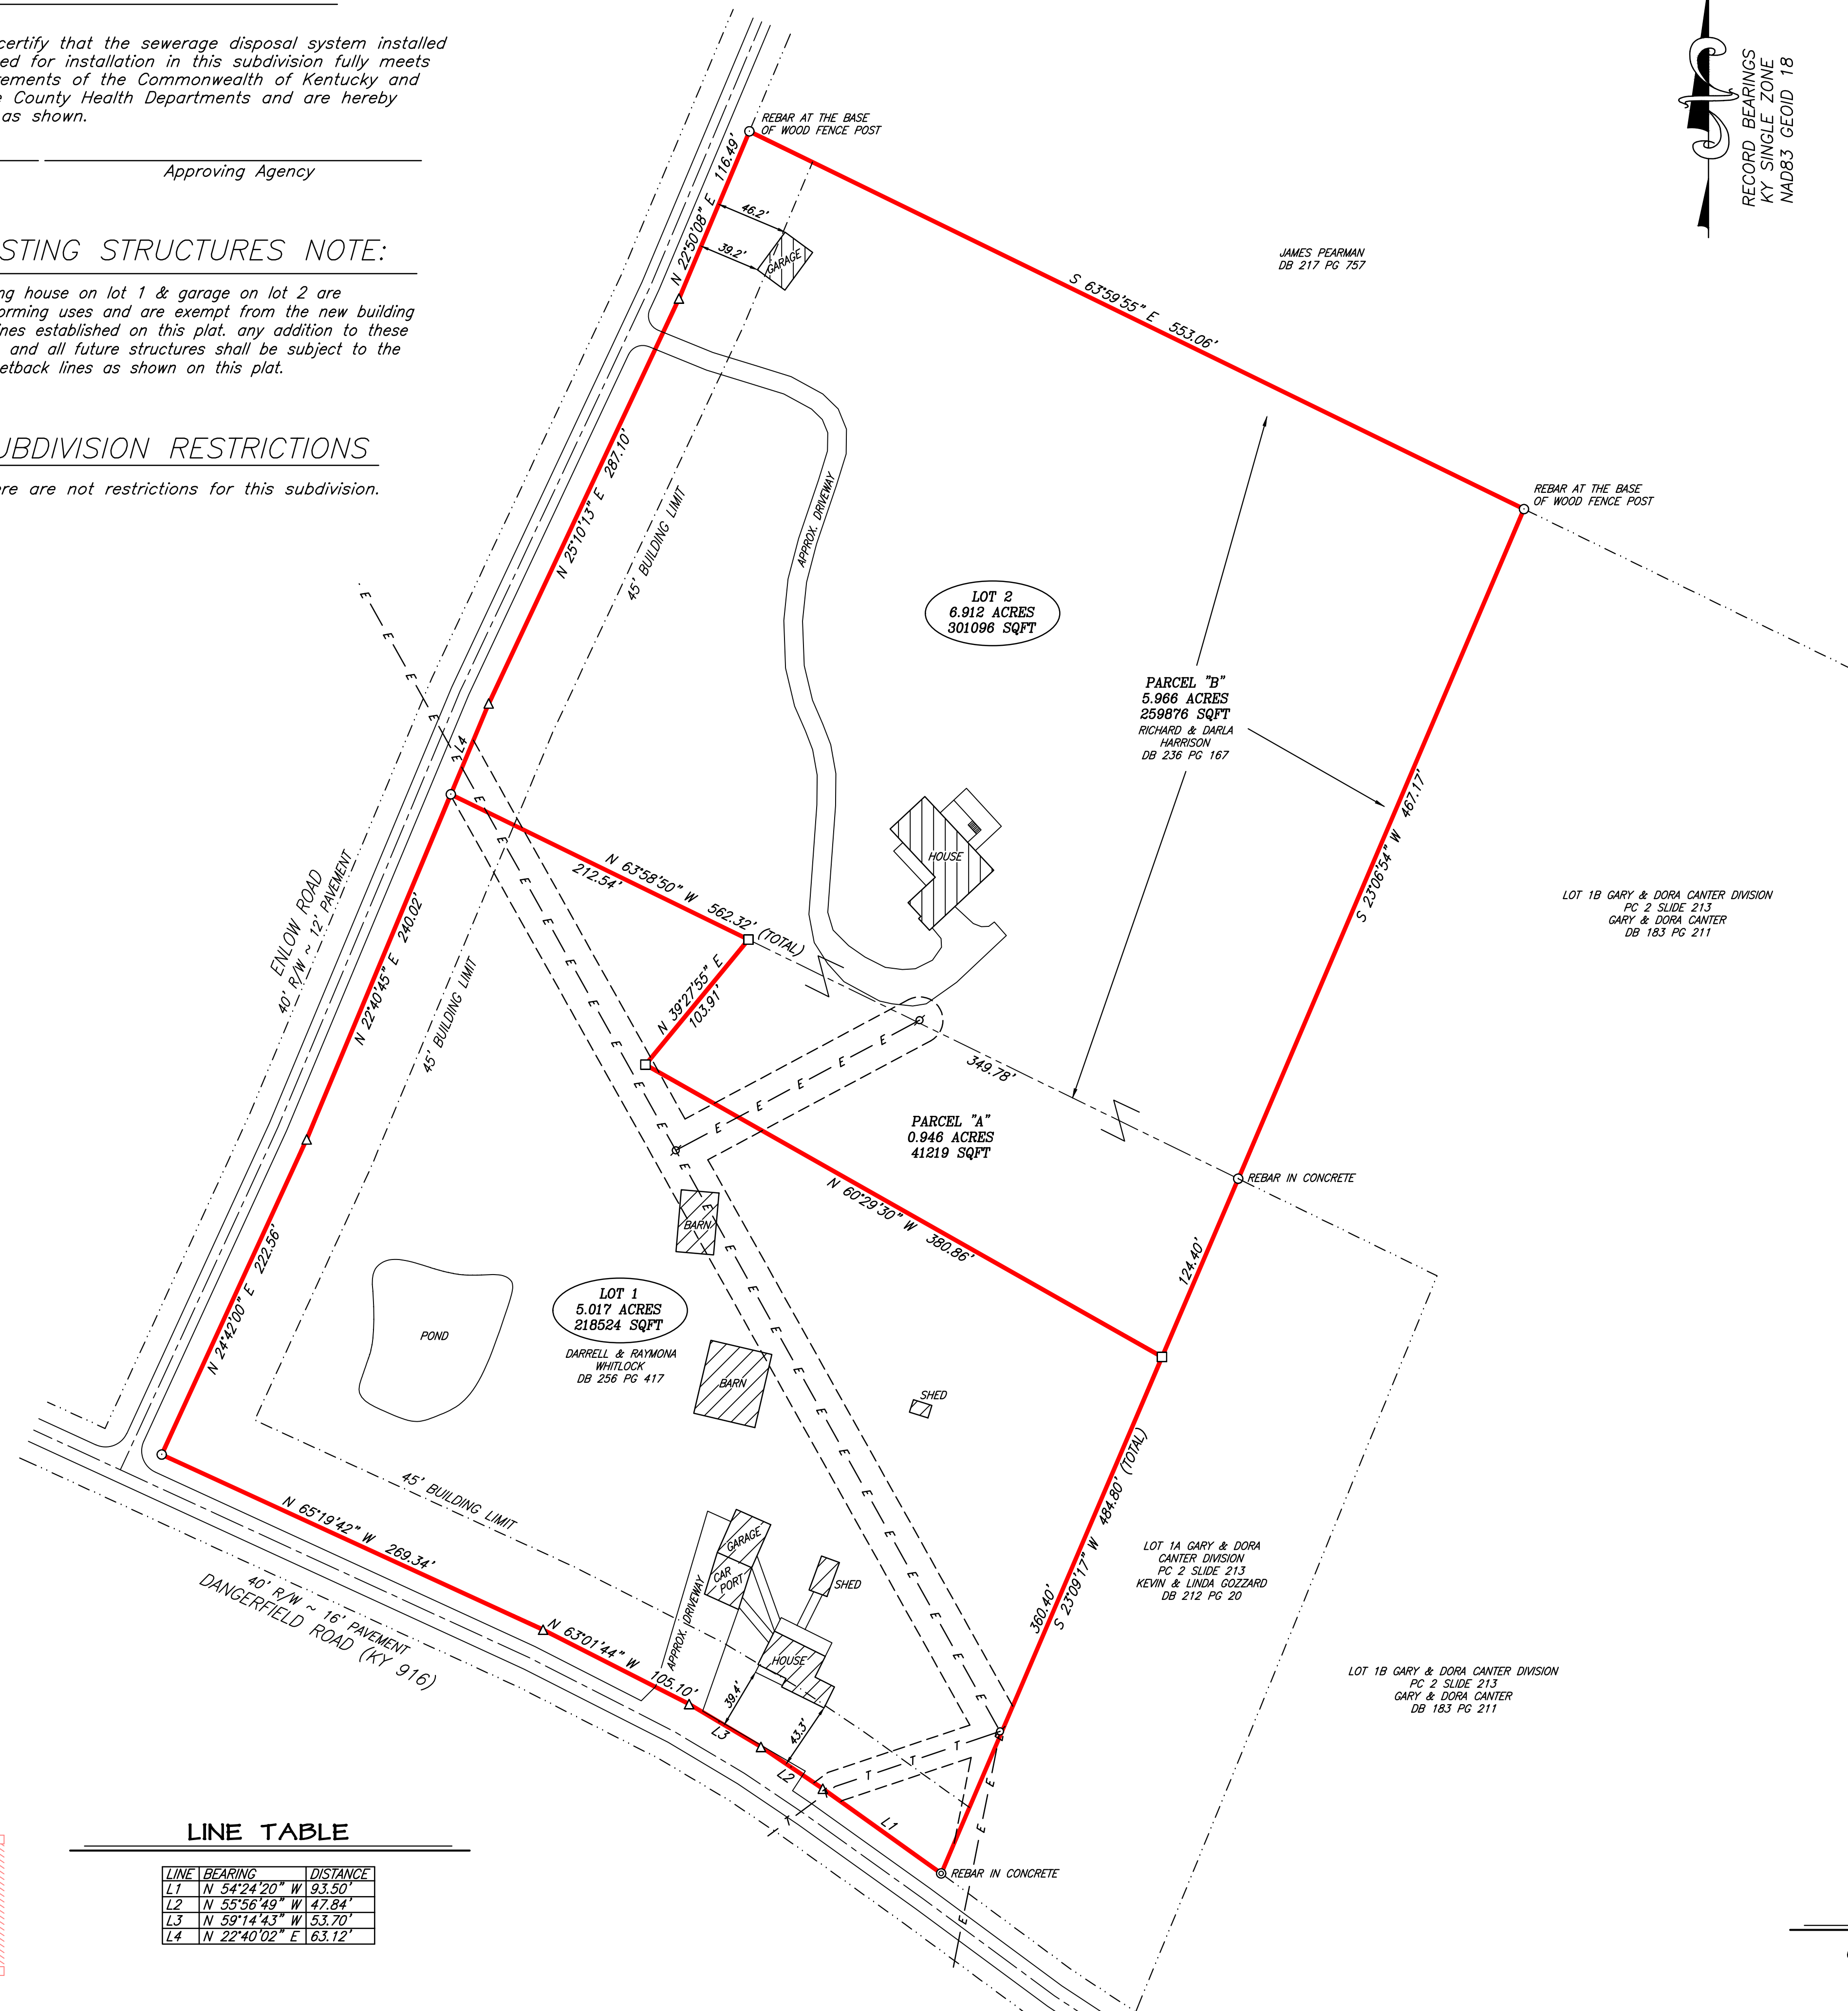 certify that the sewerage disposal system installed
ed for installation in this subdivision fully meets
rements of the Commonwealth of Kentucky and
e County Health Departments and are hereby
as shown.
Approving Agency
STING STRUCTURES NOTE:
ng house on lot 1 & garage on lot 2 are
orming uses and are exempt from the new building
ines established on this plat. any addition to these
and all future structures shall be subject to the
etback lines as shown on this plat.
UBDIVISION RESTRICTIONS
ere are not restrictions for this subdivision.
RECORD BEARINGS
KY SINGLE ZONE
NAD83 GEOID 18
REBAR AT THE BASE
OF WOOD FENCE POST
N 22°50'08" E 116.49'
46.2'
39.2'
GARAGE
JAMES PEARMAN
DB 217 PG 757
S 63°59'55" E 553.06'
REBAR AT THE BASE
OF WOOD FENCE POST
N 25°10'13" E 287.10'
45' BUILDING LIMIT
APPROX. DRIVEWAY
LOT 2
6.912 ACRES
301096 SQFT
PARCEL "B"
5.966 ACRES
259876 SQFT
RICHARD & DARLA
HARRISON
DB 236 PG 167
S 23°06'54" W 467.17'
LOT 1B GARY & DORA CANTER DIVISION
PC 2 SLIDE 213
GARY & DORA CANTER
DB 183 PG 211
L4
HOUSE
ENLOW ROAD
40' R/W ~ 12' PAVEMENT
N 22°40'45" E 240.02'
45' BUILDING LIMIT
N 63°58'50" W 562.32' (TOTAL)
212.54'
N 39°27'55" E
103.91'
349.78'
PARCEL "A"
0.946 ACRES
41219 SQFT
REBAR IN CONCRETE
N 60°29'30" W 380.86'
124.40'
BARN
N 24°42'00" E 222.56'
POND
LOT 1
5.017 ACRES
218524 SQFT
DARRELL & RAYMONA
WHITLOCK
DB 256 PG 417
BARN
SHED
360.40'
S 23°09'17" W 484.80' (TOTAL)
45' BUILDING LIMIT
N 65°19'42" W 269.34'
40' R/W ~ 16' PAVEMENT
DANGERFIELD ROAD (KY 916)
GARAGE
CAR
PORT
SHED
APPROX. DRIVEWAY
HOUSE
N 63°01'44" W 105.10'
39.4'
43.3'
L3
L2
L1
LOT 1A GARY & DORA
CANTER DIVISION
PC 2 SLIDE 213
KEVIN & LINDA GOZZARD
DB 212 PG 20
LOT 1B GARY & DORA CANTER DIVISION
PC 2 SLIDE 213
GARY & DORA CANTER
DB 183 PG 211
REBAR IN CONCRETE
LINE TABLE
LINE BEARING DISTANCE
L1 N 54°24'20" W 93.50'
L2 N 55°56'49" W 47.84'
L3 N 59°14'43" W 53.70'
L4 N 22°40'02" E 63.12'